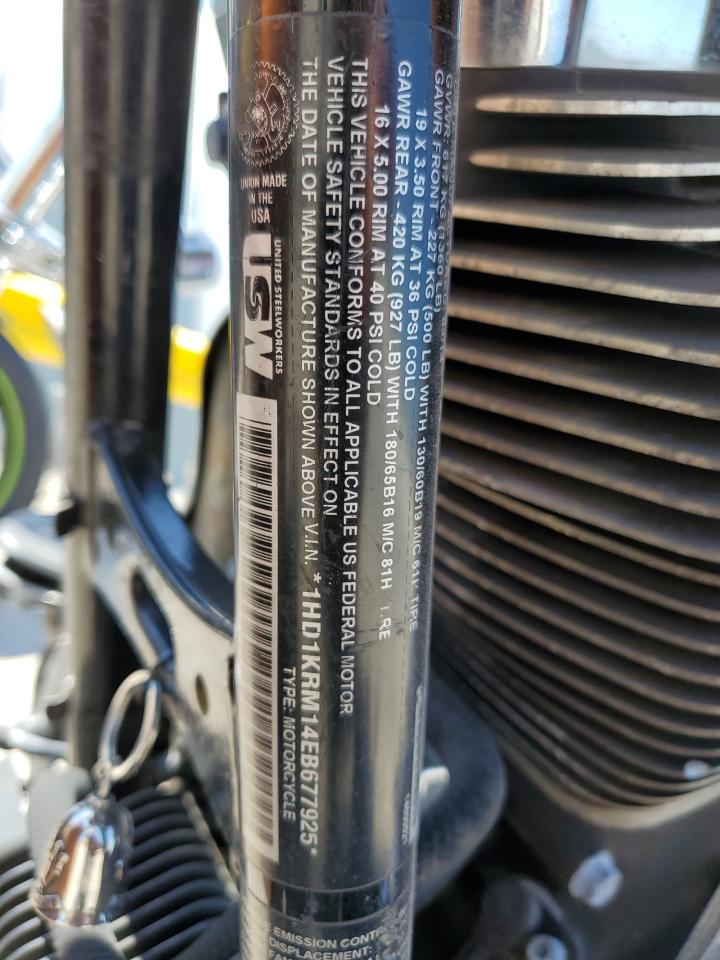 GAWR FRONT - 227 KG (500 LB) WITH 130/60B19 M/C 61H TIRE
19 X 3.50 RIM AT 36 PSI COLD
GAWR REAR - 420 KG (927 LB) WITH 180/65B16 M/C 81H
16 X 5.00 RIM AT 40 PSI COLD
THIS VEHICLE CONFORMS TO ALL APPLICABLE US FEDERAL MOTOR
VEHICLE SAFETY STANDARDS IN EFFECT ON
THE DATE OF MANUFACTURE SHOWN ABOVE V.I.N. *1HD1KRM14EB677925*
TYPE: MOTORCYCLE
UNION MADE
IN THE
USA
UNITED STEELWORKERS
USW
EMISSION
DISPLACEMENT: